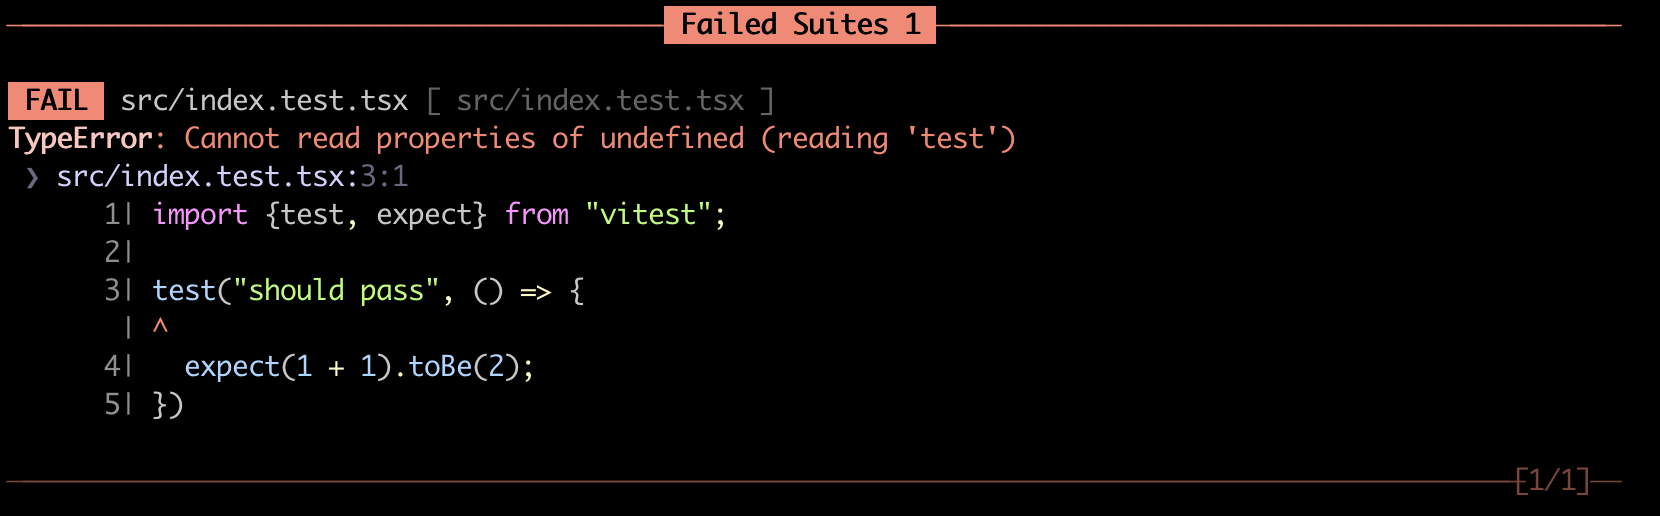 Failed Suites 1
FAIL src/index.test.tsx [ src/index.test.tsx ]
TypeError: Cannot read properties of undefined (reading 'test')
❯ src/index.test.tsx:3:1
1| import {test, expect} from "vitest";
2|
3| test("should pass", () => {
| ^
4|   expect(1 + 1).toBe(2);
5| })
[1/1]